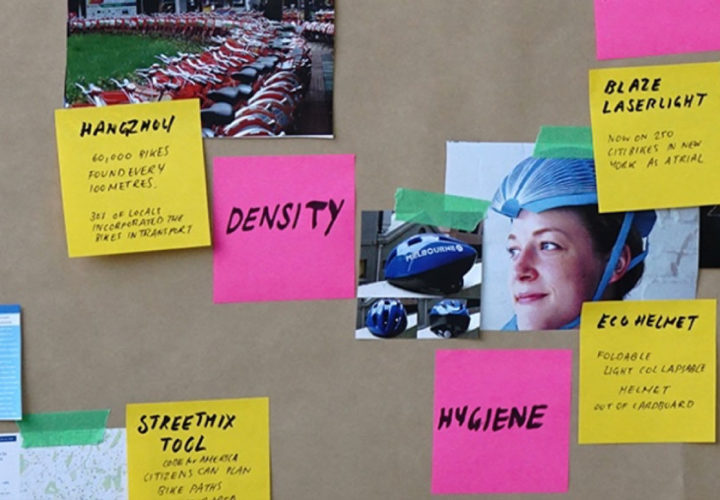 HANGZHOU
60,000 BIKES
FOUND EVERY
100 METRES.
30% OF LOCALS
INCORPORATED THE
BIKES IN TRANSPORT
DENSITY
MELBOURNE
BLAZE
LASERLIGHT
NOW ON 250
CITIBIKES IN NEW
YORK AS ATRIAL
ECO HELMET
FOLDABLE
LIGHT COLLAPSABLE
HELMET
OUT OF CARDBOARD
HYGIENE
STREETMIX
TOOL
CODE for AMERICA
CITIZENS CAN PLAN
BIKE PATHS